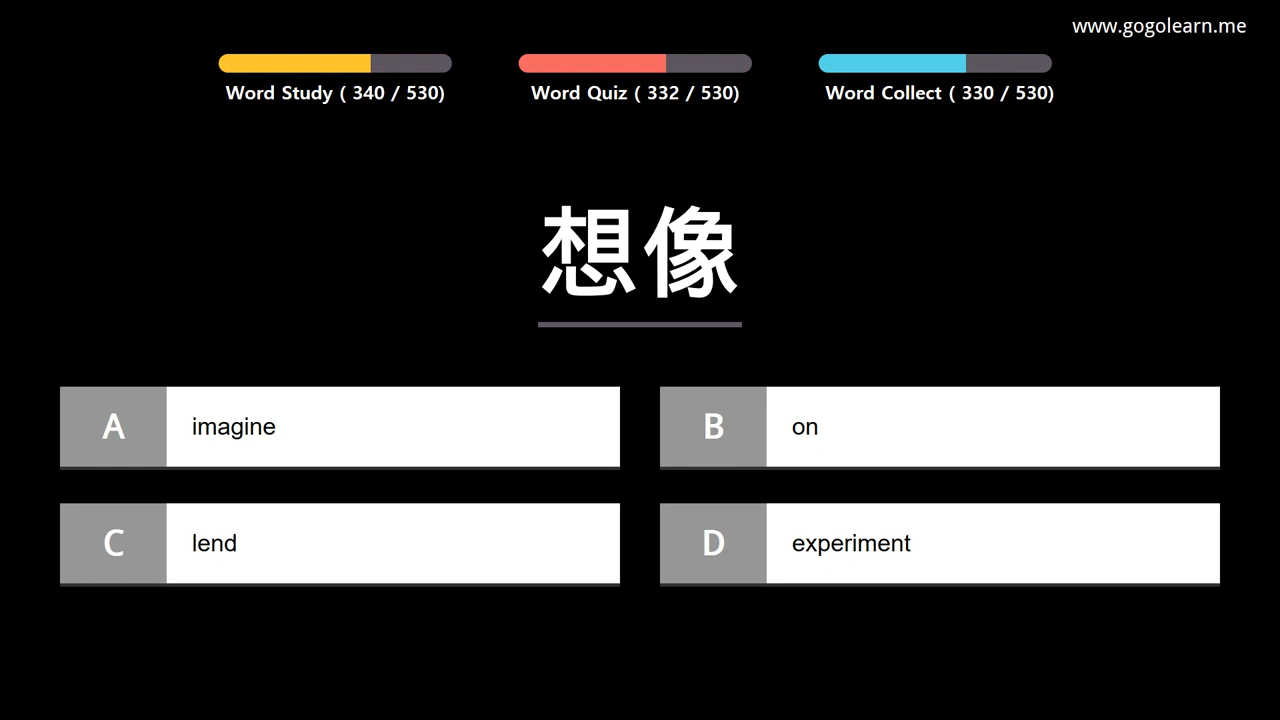 www.gogolearn.me
Word Study ( 340 / 530)
Word Quiz ( 332 / 530)
Word Collect ( 330 / 530)
想像
A imagine
B on
C lend
D experiment